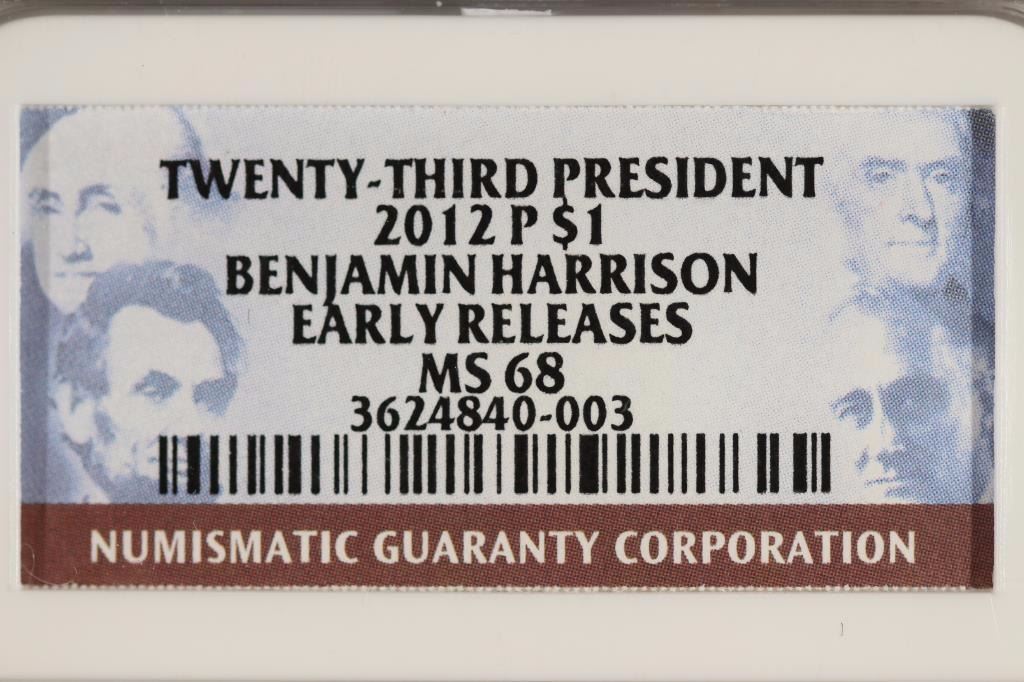 TWENTY-THIRD PRESIDENT
2012 P $1
BENJAMIN HARRISON
EARLY RELEASES
MS 68
3624840-003
NUMISMATIC GUARANTY CORPORATION